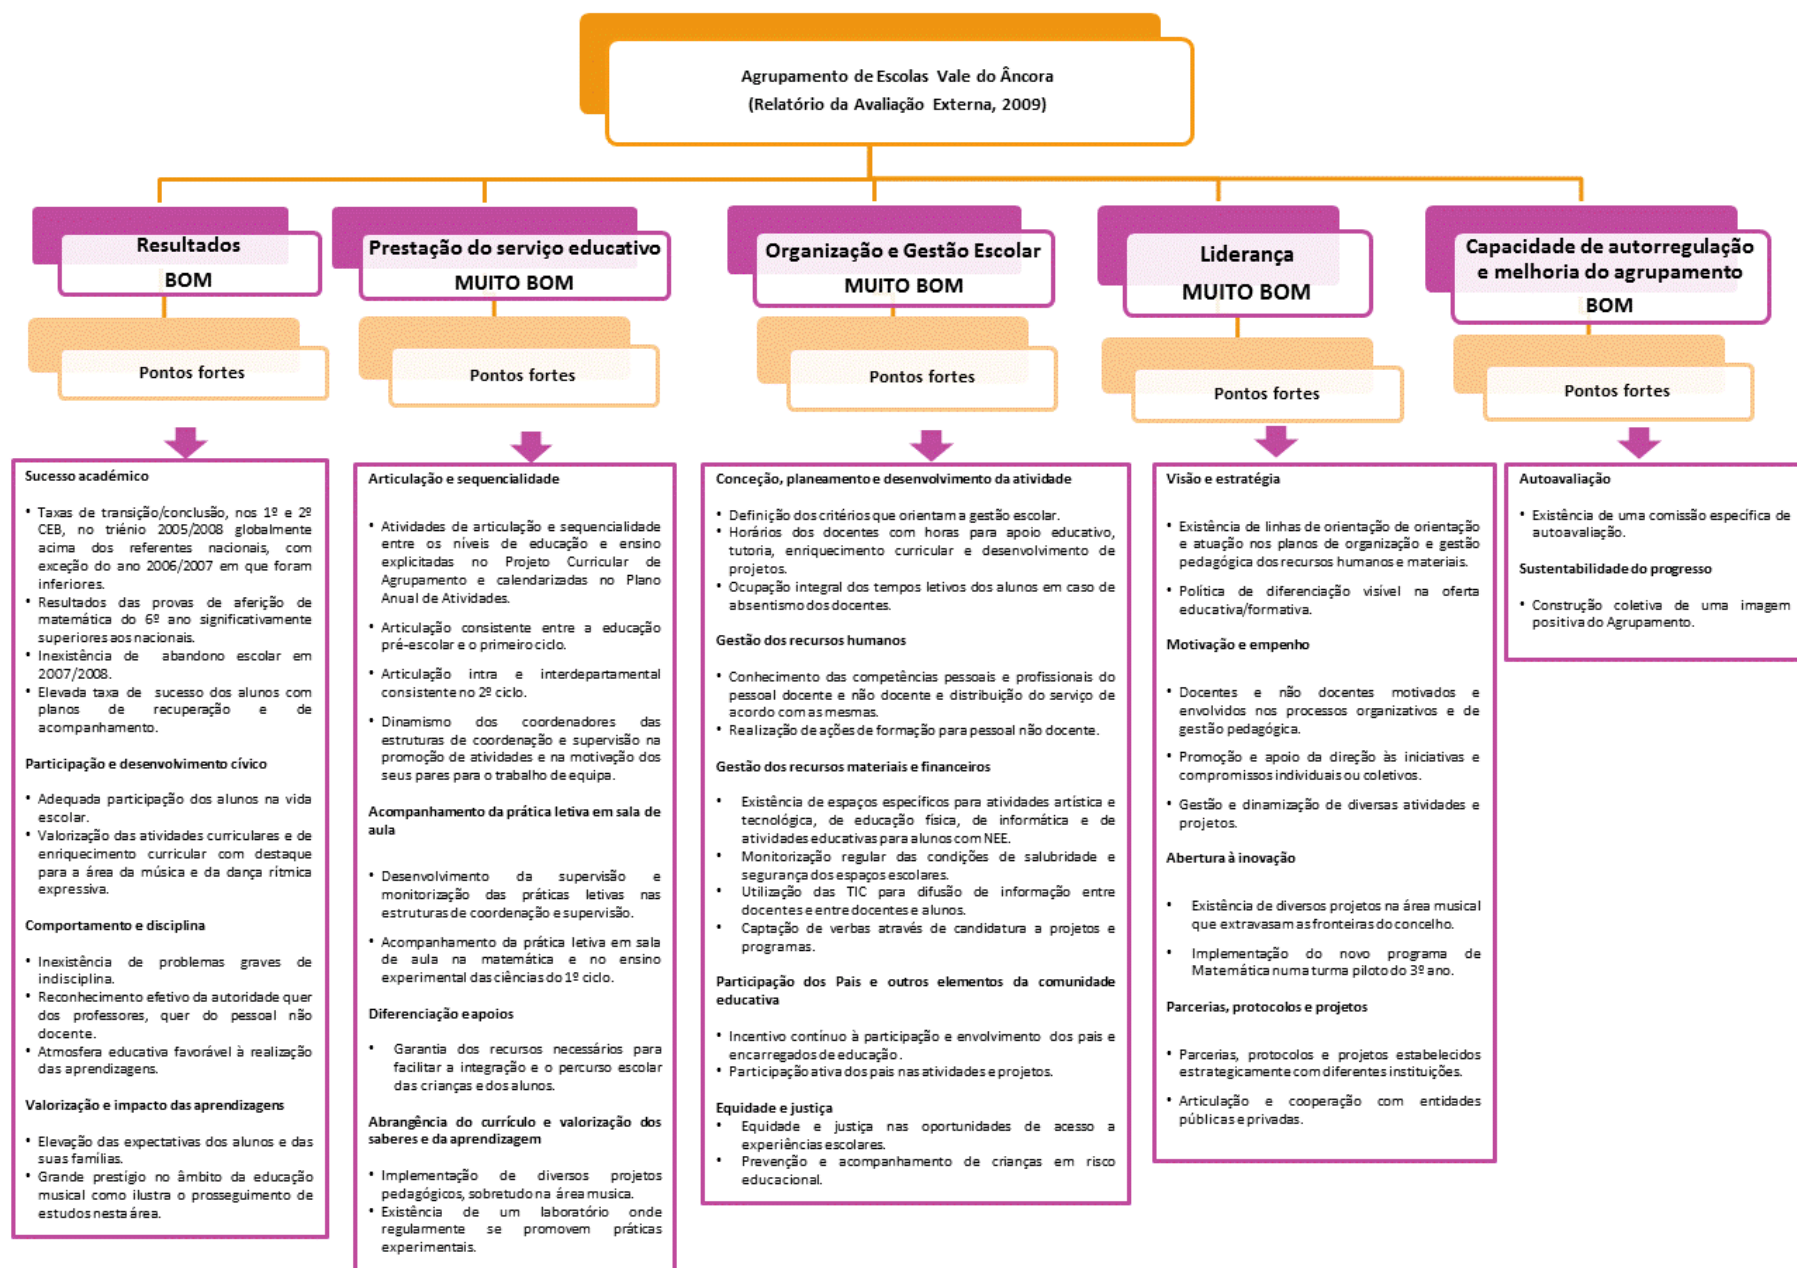 Agrupamento de Escolas Vale do Âncora
(Relatório da Avaliação Externa, 2009)
Resultados
BOM
Prestação do serviço educativo
MUITO BOM
Organização e Gestão Escolar
MUITO BOM
Liderança
MUITO BOM
Capacidade de autorregulação
e melhoria do agrupamento
BOM
Pontos fortes
Pontos fortes
Pontos fortes
Pontos fortes
Pontos fortes
Sucesso académico
• Taxas de transição/conclusão, nos 1º e 2º
CEB, no triénio 2005/2008 globalmente
acima dos referentes nacionais, com
exceção do ano 2006/2007 em que foram
inferiores.
• Resultados das provas de aferição de
matemática do 6º ano significativamente
superiores aos nacionais.
• Inexistência de abandono escolar em
2007/2008.
• Elevada taxa de sucesso dos alunos com
planos de recuperação e de
acompanhamento.
Participação e desenvolvimento cívico
• Adequada participação dos alunos na vida
escolar.
• Valorização das atividades curriculares e de
enriquecimento curricular com destaque
para a área da música e da dança rítmica
expressiva.
Comportamento e disciplina
• Inexistência de problemas graves de
indisciplina.
• Reconhecimento efetivo da autoridade quer
dos professores, quer do pessoal não
docente.
• Atmosfera educativa favorável à realização
das aprendizagens.
Valorização e impacto das aprendizagens
• Elevação das expectativas dos alunos e das
suas famílias.
• Grande prestígio no âmbito da educação
musical como ilustra o prosseguimento de
estudos nesta área.
Articulação e sequencialidade
• Atividades de articulação e sequencialidade
entre os níveis de educação e ensino
explicitadas no Projeto Curricular de
Agrupamento e calendarizadas no Plano
Anual de Atividades.
• Articulação consistente entre a educação
pré-escolar e o primeiro ciclo.
• Articulação intra e interdepartamental
consistente no 2º ciclo.
• Dinamismo dos coordenadores das
estruturas de coordenação e supervisão na
promoção de atividades e na motivação dos
seus pares para o trabalho de equipa.
Acompanhamento da prática letiva em sala de
aula
• Desenvolvimento da supervisão e
monitorização das práticas letivas nas
estruturas de coordenação e supervisão.
• Acompanhamento da prática letiva em sala
de aula na matemática e no ensino
experimental das ciências do 1º ciclo.
Diferenciação e apoios
• Garantia dos recursos necessários para
facilitar a integração e o percurso escolar
das crianças e dos alunos.
Abrangência do currículo e valorização dos
saberes e da aprendizagem
• Implementação de diversos projetos
pedagógicos, sobretudo na área musica.
• Existência de um laboratório onde
regularmente se promovem práticas
experimentais.
Conceção, planeamento e desenvolvimento da atividade
• Definição dos critérios que orientam a gestão escolar.
• Horários dos docentes com horas para apoio educativo,
tutoria, enriquecimento curricular e desenvolvimento de
projetos.
• Ocupação integral dos tempos letivos dos alunos em caso de
absentismo dos docentes.
Gestão dos recursos humanos
• Conhecimento das competências pessoais e profissionais do
pessoal docente e não docente e distribuição do serviço de
acordo com as mesmas.
• Realização de ações de formação para pessoal não docente.
Gestão dos recursos materiais e financeiros
• Existência de espaços específicos para atividades artística e
tecnológica, de educação física, de informática e de
atividades educativas para alunos com NEE.
• Monitorização regular das condições de salubridade e
segurança dos espaços escolares.
• Utilização das TIC para difusão de informação entre
docentes e entre docentes e alunos.
• Captação de verbas através de candidatura a projetos e
programas.
Participação dos Pais e outros elementos da comunidade
educativa
• Incentivo contínuo à participação e envolvimento dos pais e
encarregados de educação.
• Participação ativa dos pais nas atividades e projetos.
Equidade e justiça
• Equidade e justiça nas oportunidades de acesso a
experiências escolares.
• Prevenção e acompanhamento de crianças em risco
educacional.
Visão e estratégia
• Existência de linhas de orientação de orientação
e atuação nos planos de organização e gestão
pedagógica dos recursos humanos e materiais.
• Política de diferenciação visível na oferta
educativa/formativa.
Motivação e empenho
• Docentes e não docentes motivados e
envolvidos nos processos organizativos e de
gestão pedagógica.
• Promoção e apoio da direção às iniciativas e
compromissos individuais ou coletivos.
• Gestão e dinamização de diversas atividades e
projetos.
Abertura à inovação
• Existência de diversos projetos na área musical
que extravasam as fronteiras do concelho.
• Implementação do novo programa de
Matemática numa turma piloto do 3º ano.
Parcerias, protocolos e projetos
• Parcerias, protocolos e projetos estabelecidos
estrategicamente com diferentes instituições.
• Articulação e cooperação com entidades
públicas e privadas.
Autoavaliação
• Existência de uma comissão específica de
autoavaliação.
Sustentabilidade do progresso
• Construção coletiva de uma imagem
positiva do Agrupamento.